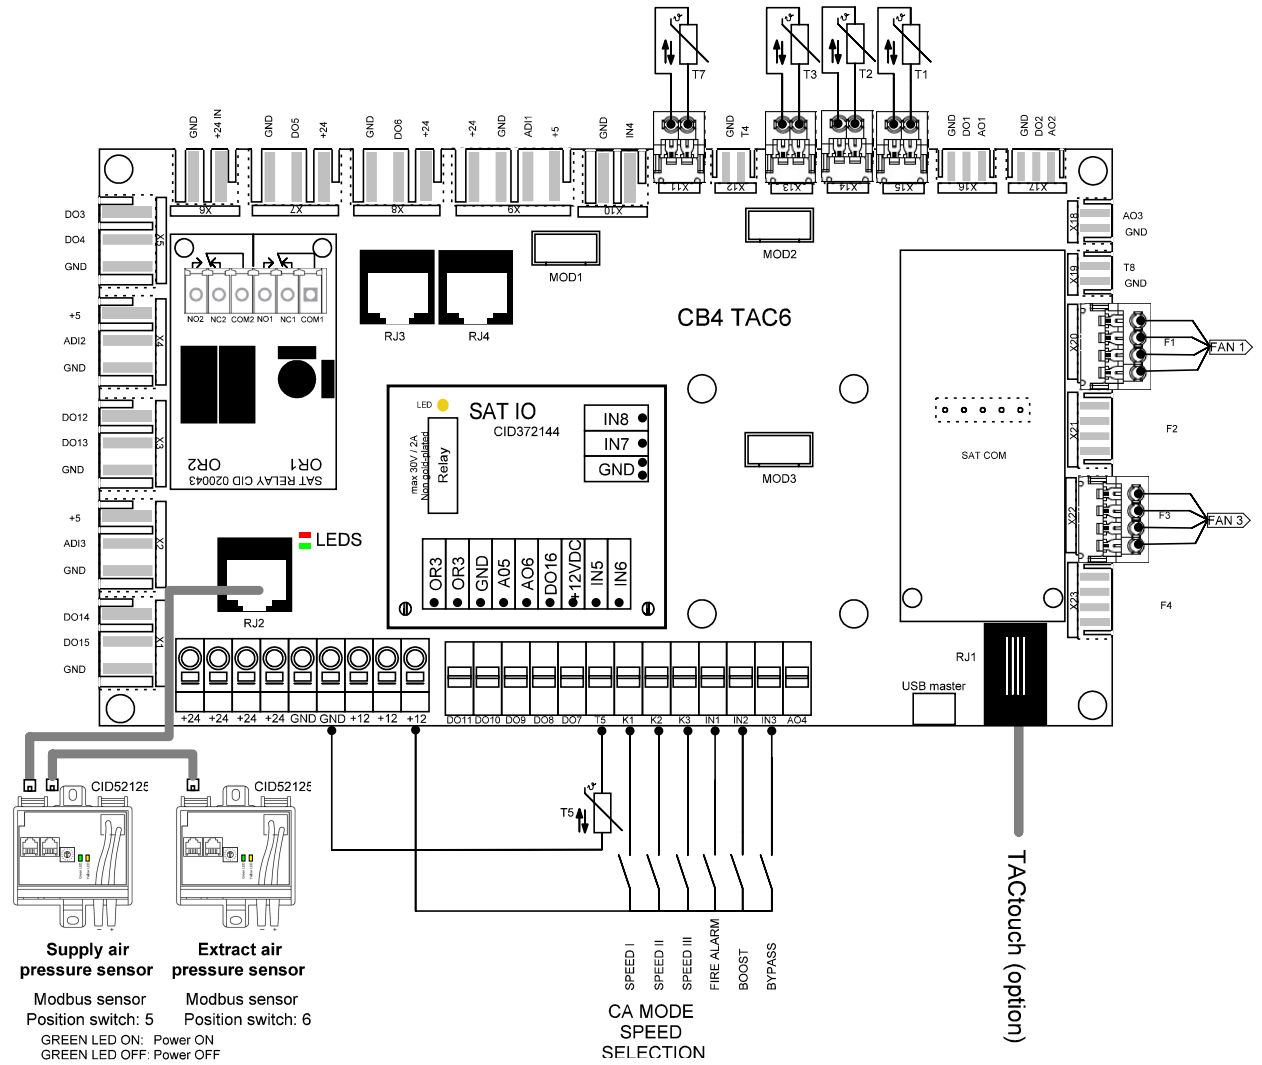 T7
T3
T2
T1
GND
+24 IN
GND
DO5
+24
GND
DO6
+24
+24
GND
ADI1
+5
GND
IN4
GND
T4
GND
DO1
AO1
GND
DO2
AO2
X6
X7
X8
X9
X10
X11
X12
X13
X14
X15
X16
X17
DO3
DO4
GND
X5
+5
ADI2
GND
X4
DO12
DO13
GND
X3
+5
ADI3
GND
X2
DO14
DO15
GND
X1
NO2
NC2
COM2
NO1
NC1
COM1
OR2
OR1
SAT RELAY CID 020043
RJ3
RJ4
MOD1
MOD2
MOD3
CB4 TAC6
X18
AO3
GND
X19
T8
GND
X20
F1
FAN 1
X21
F2
X22
F3
FAN 3
X23
F4
SAT COM
LED
SAT IO
CID372144
max 30V / 2A
Non gold-plated
Relay
IN8
IN7
GND
OR3
OR3
GND
A05
AO6
DO16
+12VDC
IN5
IN6
LEDS
RJ2
RJ1
USB master
+24
+24
+24
+24
GND
GND
+12
+12
+12
DO11
DO10
DO9
DO8
DO7
T5
K1
K2
K3
IN1
IN2
IN3
AO4
T5
CID52125
CID52125
Green LED
Yellow LED
Green LED
Yellow LED
- +
- +
Supply air
pressure sensor
Extract air
pressure sensor
Modbus sensor
Position switch: 5
Modbus sensor
Position switch: 6
GREEN LED ON: Power ON
GREEN LED OFF: Power OFF
SPEED I
SPEED II
SPEED III
FIRE ALARM
BOOST
BYPASS
CA MODE
SPEED
SELECTION
TACtouch (option)